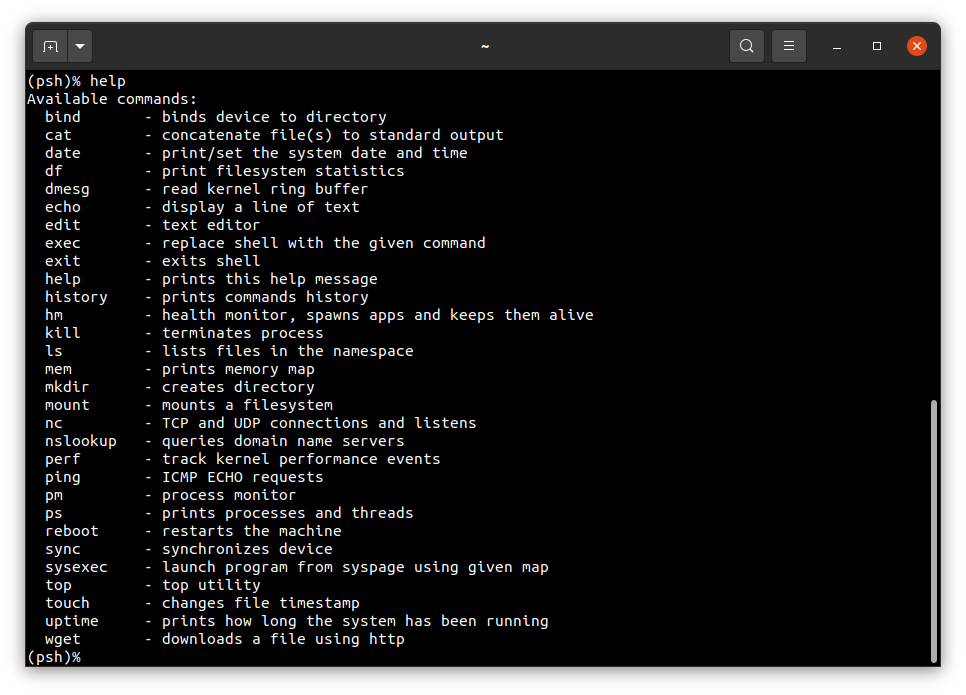 ~
(psh)% help
Available commands:
  bind       - binds device to directory
  cat        - concatenate file(s) to standard output
  date       - print/set the system date and time
  df         - print filesystem statistics
  dmesg      - read kernel ring buffer
  echo       - display a line of text
  edit       - text editor
  exec       - replace shell with the given command
  exit       - exits shell
  help       - prints this help message
  history    - prints commands history
  hm         - health monitor, spawns apps and keeps them alive
  kill       - terminates process
  ls         - lists files in the namespace
  mem        - prints memory map
  mkdir      - creates directory
  mount      - mounts a filesystem
  nc         - TCP and UDP connections and listens
  nslookup   - queries domain name servers
  perf       - track kernel performance events
  ping       - ICMP ECHO requests
  pm         - process monitor
  ps         - prints processes and threads
  reboot     - restarts the machine
  sync       - synchronizes device
  sysexec    - launch program from syspage using given map
  top        - top utility
  touch      - changes file timestamp
  uptime     - prints how long the system has been running
  wget       - downloads a file using http
(psh)%